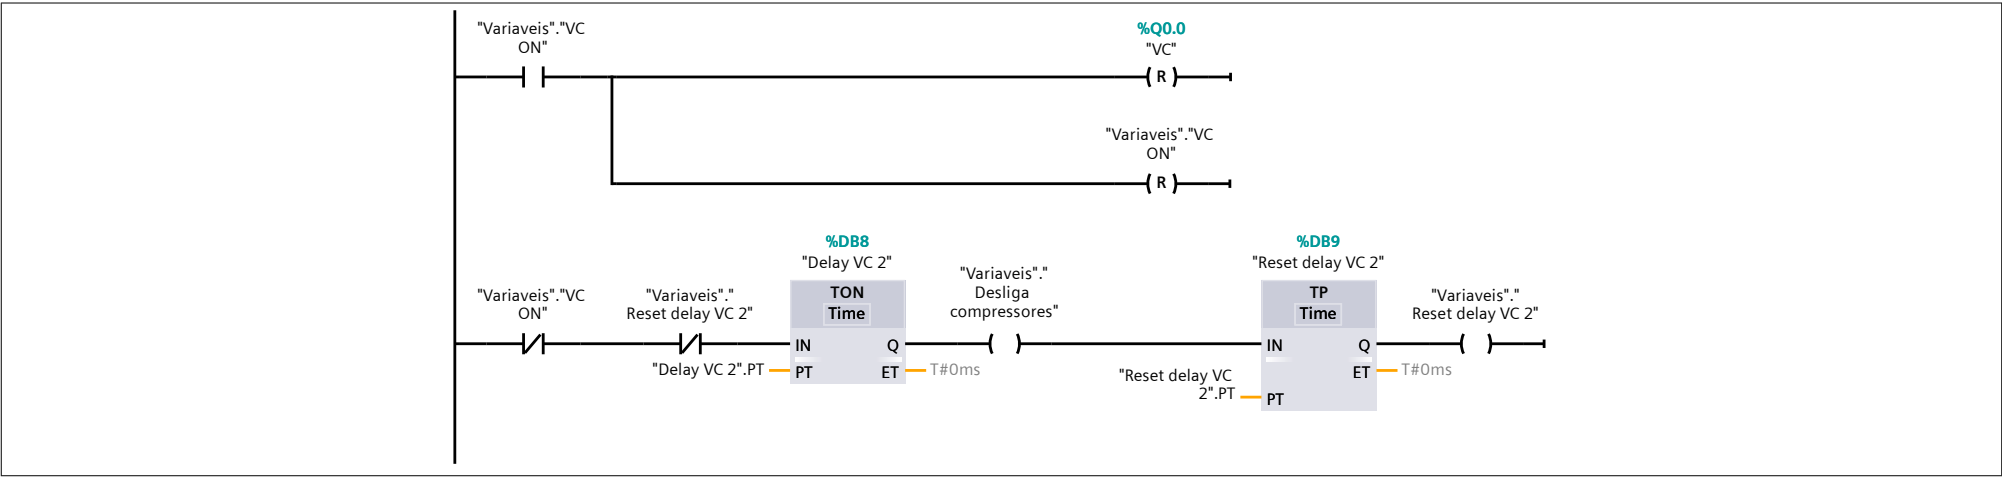 "Variaveis"."VC
ON"
%Q0.0
"VC"
R
"Variaveis"."VC
ON"
R
%DB8
"Delay VC 2"
%DB9
"Reset delay VC 2"
"Variaveis"."VC
ON"
"Variaveis"."
Reset delay VC 2"
TON
Time
"Variaveis"."
Desliga
compressores"
TP
Time
"Variaveis"."
Reset delay VC 2"
IN
Q
IN
Q
"Delay VC 2".PT
PT
ET
T#0ms
"Reset delay VC
2".PT
ET
T#0ms
PT